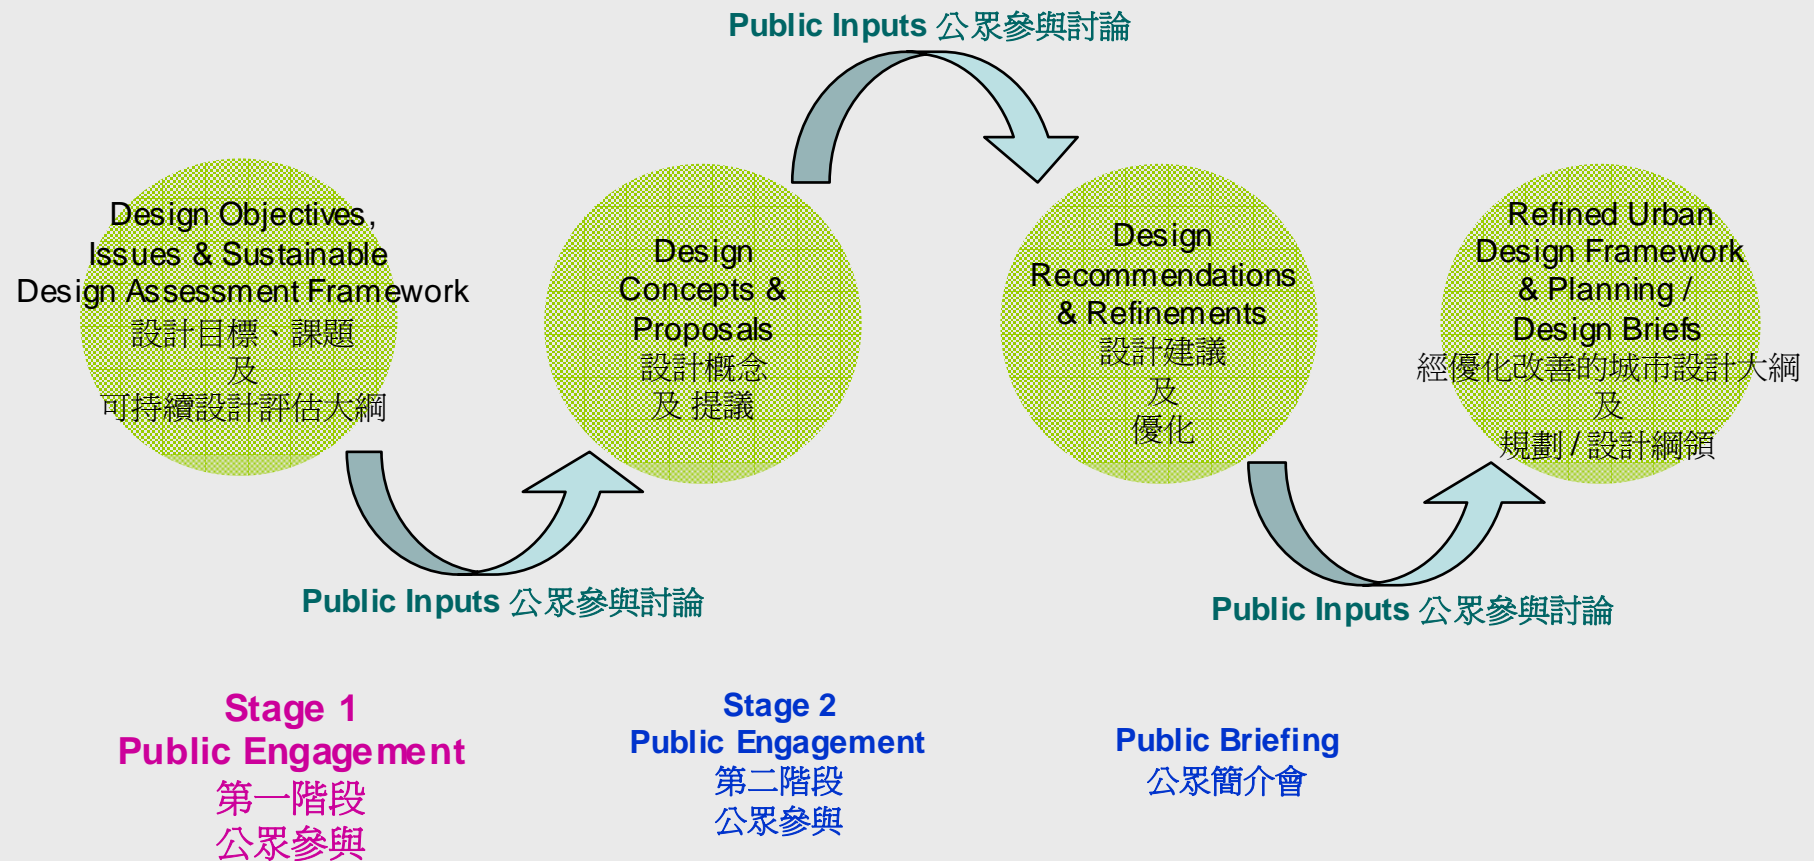 Public Inputs 公眾參與討論
Design Objectives,
Issues & Sustainable
Design Assessment Framework
設計目標、課題
及
可持續設計評估大綱
Design
Concepts &
Proposals
設計概念
及 提議
Design
Recommendations
& Refinements
設計建議
及
優化
Refined Urban
Design Framework
& Planning /
Design Briefs
經優化改善的城市設計大綱
及
規劃 / 設計綱領
Public Inputs 公眾參與討論
Public Inputs 公眾參與討論
Stage 1
Public Engagement
第一階段
公眾參與
Stage 2
Public Engagement
第二階段
公眾參與
Public Briefing
公眾簡介會